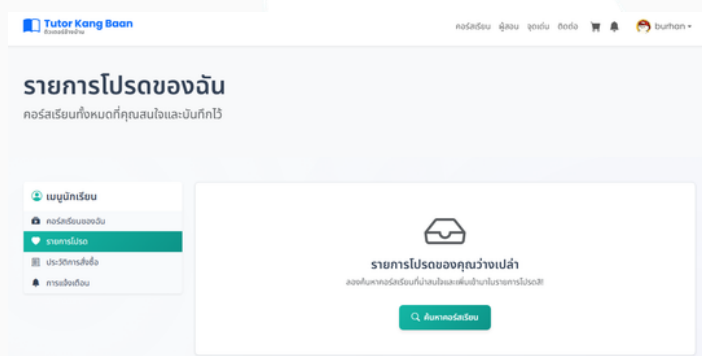 Tutor Kang Baan
ติวเตอร์ข้างบ้าน
คอร์สเรียน ผู้สอน จุดเด่น ติดต่อ burhan
รายการโปรดของฉัน
คอร์สเรียนทั้งหมดที่คุณสนใจและบันทึกไว้
เมนูนักเรียน
คอร์สเรียนของฉัน
รายการโปรด
ประวัติการสั่งซื้อ
การแจ้งเตือน
รายการโปรดของคุณว่างเปล่า
ลองค้นหาคอร์สเรียนที่น่าสนใจและเพิ่มเข้ามาในรายการโปรดสิ!
ค้นหาคอร์สเรียน